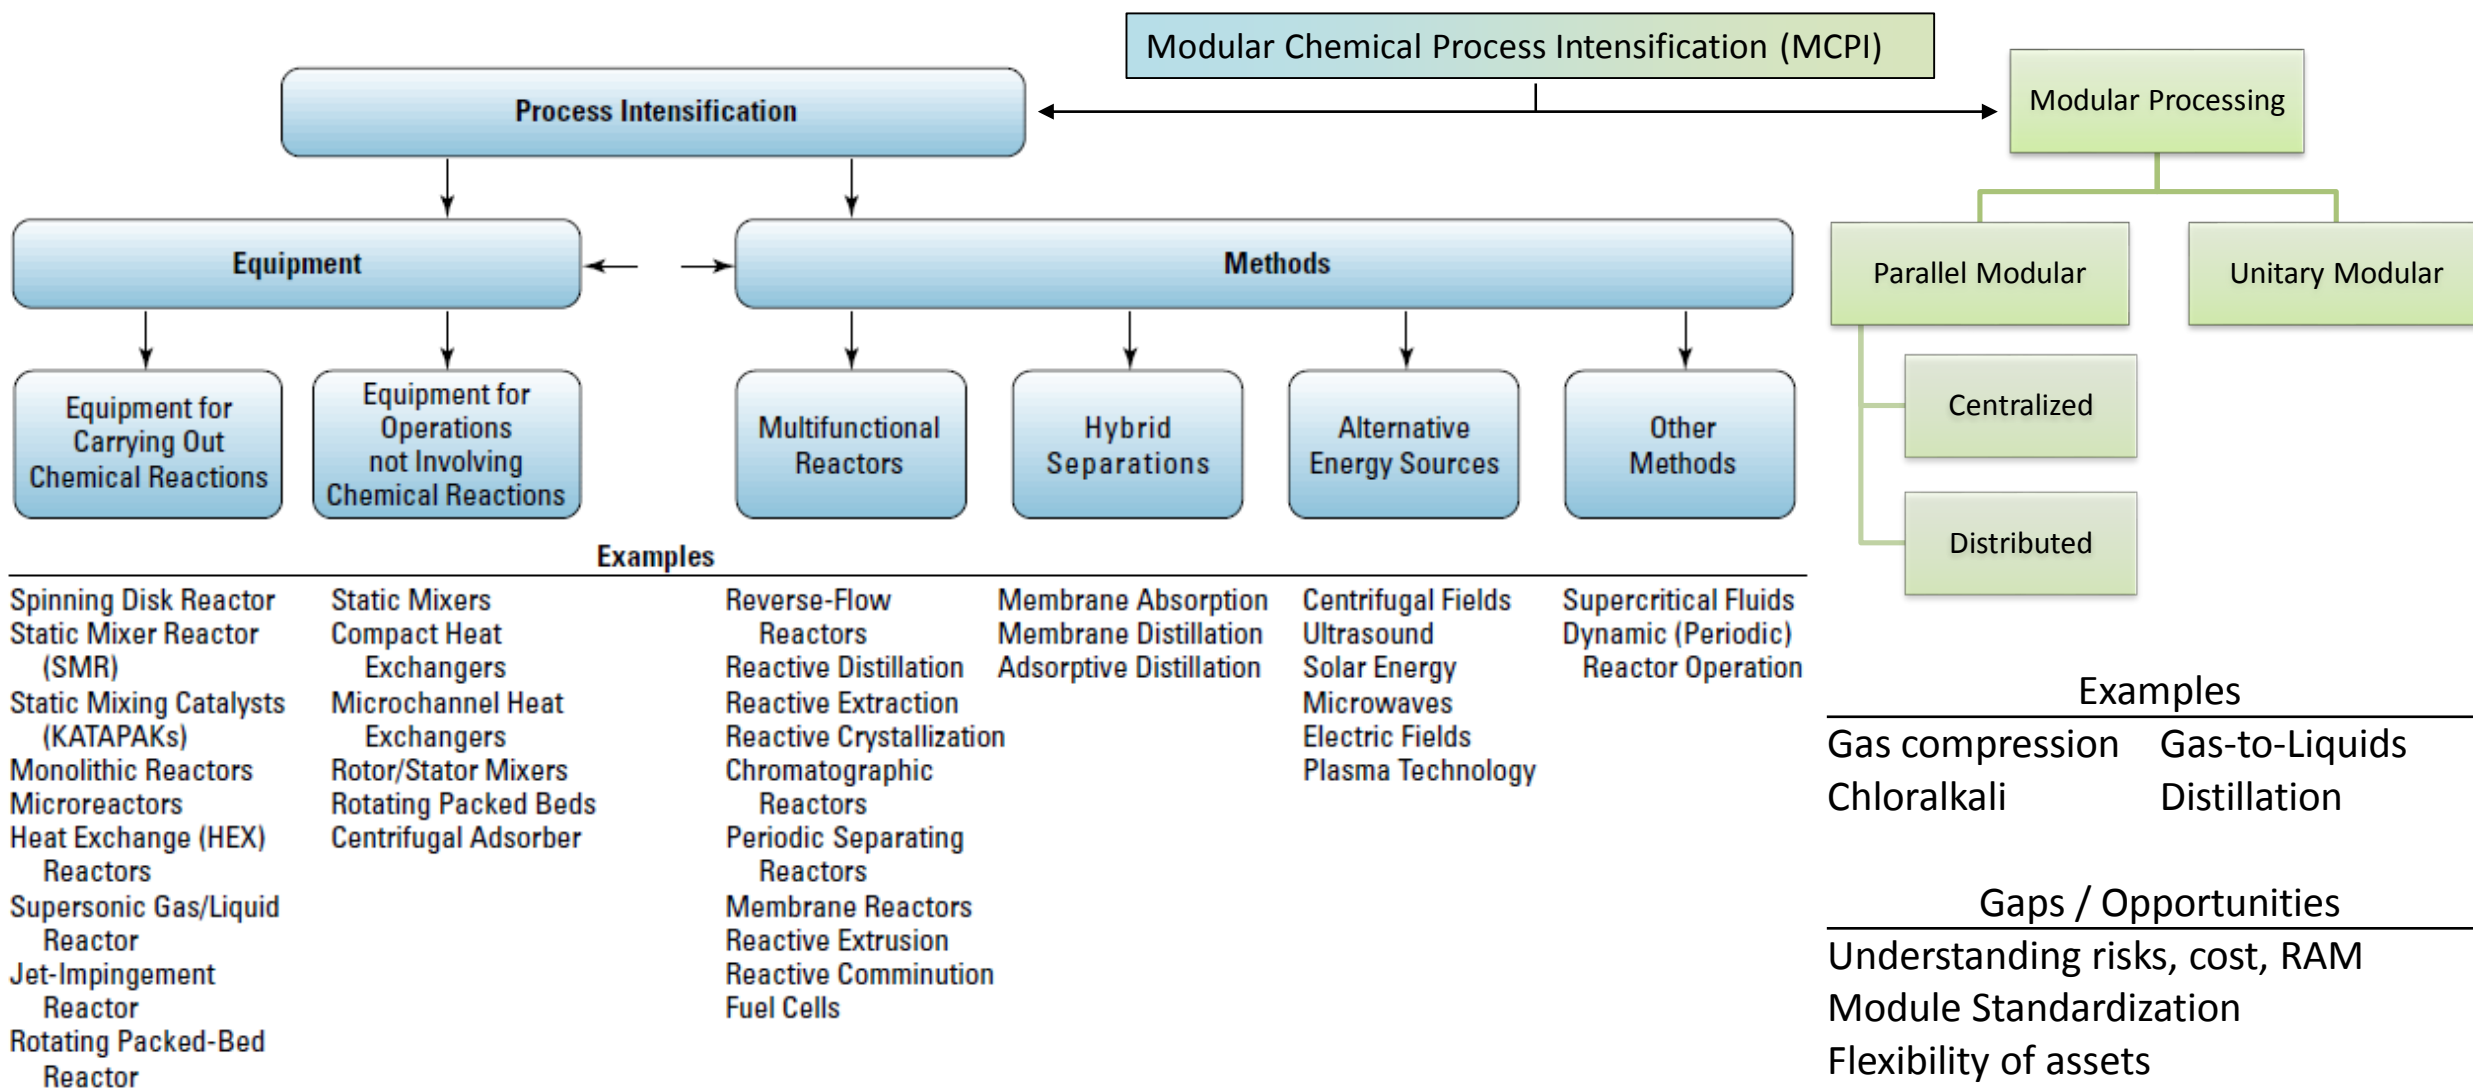 Modular Chemical Process Intensification (MCPI)
Process Intensification
Modular Processing
Equipment
Methods
Parallel Modular
Unitary Modular
Equipment for
Carrying Out
Chemical Reactions
Equipment for
Operations
not Involving
Chemical Reactions
Multifunctional
Reactors
Hybrid
Separations
Alternative
Energy Sources
Other
Methods
Centralized
Distributed
Examples
Spinning Disk Reactor
Static Mixer Reactor
(SMR)
Static Mixing Catalysts
(KATAPAKs)
Monolithic Reactors
Microreactors
Heat Exchange (HEX)
Reactors
Supersonic Gas/Liquid
Reactor
Jet-Impingement
Reactor
Rotating Packed-Bed
Reactor
Static Mixers
Compact Heat
Exchangers
Microchannel Heat
Exchangers
Rotor/Stator Mixers
Rotating Packed Beds
Centrifugal Adsorber
Reverse-Flow
Reactors
Reactive Distillation
Reactive Extraction
Reactive Crystallization
Chromatographic
Reactors
Periodic Separating
Reactors
Membrane Reactors
Reactive Extrusion
Reactive Comminution
Fuel Cells
Membrane Absorption
Membrane Distillation
Adsorptive Distillation
Centrifugal Fields
Ultrasound
Solar Energy
Microwaves
Electric Fields
Plasma Technology
Supercritical Fluids
Dynamic (Periodic)
Reactor Operation
Examples
Gas compression Gas-to-Liquids
Chloralkali Distillation
Gaps / Opportunities
Understanding risks, cost, RAM
Module Standardization
Flexibility of assets